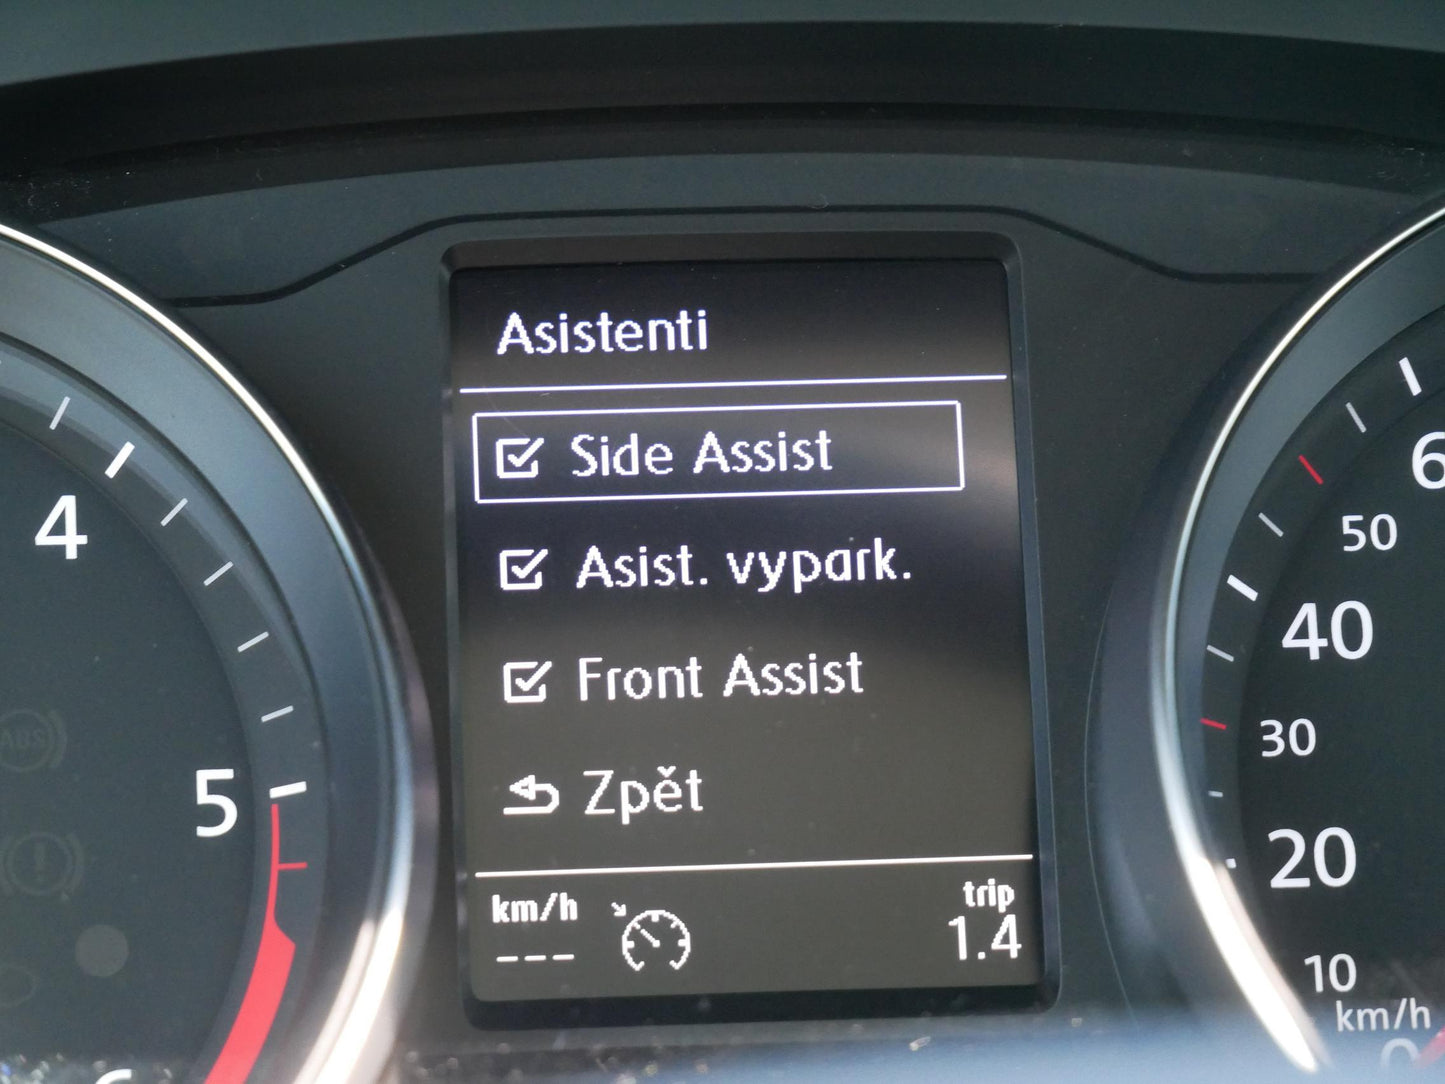 Asistenti
Side Assist
Asist. vypark.
Front Assist
Zpět
km/h
---
trip
1.4
4
5
ABS
50
40
30
20
10
km/h